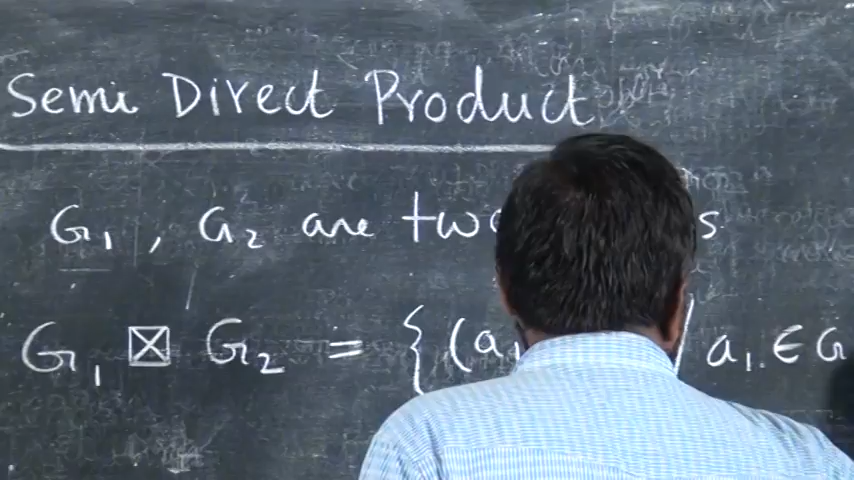 Semi Direct Product
G₁, G₂ are two s
G₁ ⊠ G₂ = { (a₁ / a₁ ∈ G